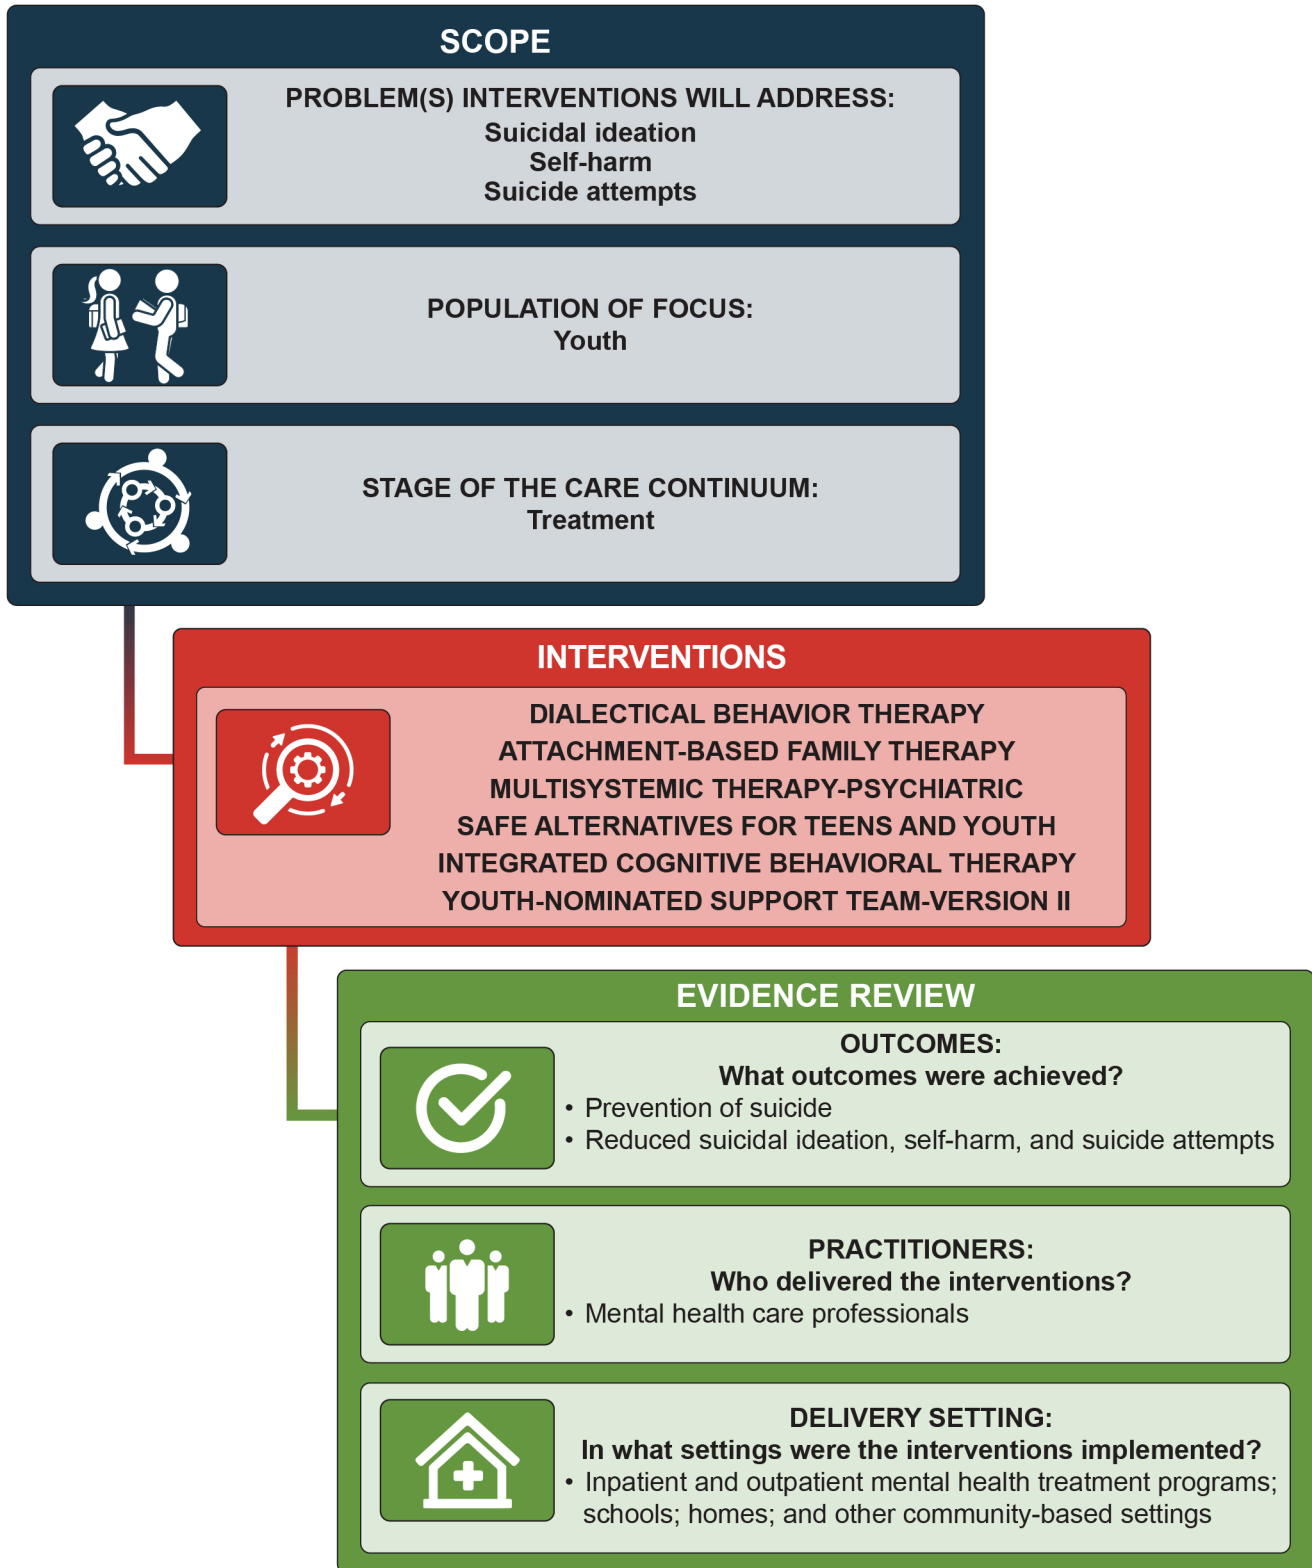 SCOPE
PROBLEM(S) INTERVENTIONS WILL ADDRESS:
Suicidal ideation
Self-harm
Suicide attempts
POPULATION OF FOCUS:
Youth
STAGE OF THE CARE CONTINUUM:
Treatment
INTERVENTIONS
DIALECTICAL BEHAVIOR THERAPY
ATTACHMENT-BASED FAMILY THERAPY
MULTISYSTEMIC THERAPY-PSYCHIATRIC
SAFE ALTERNATIVES FOR TEENS AND YOUTH
INTEGRATED COGNITIVE BEHAVIORAL THERAPY
YOUTH-NOMINATED SUPPORT TEAM-VERSION II
EVIDENCE REVIEW
OUTCOMES:
What outcomes were achieved?
• Prevention of suicide
• Reduced suicidal ideation, self-harm, and suicide attempts
PRACTITIONERS:
Who delivered the interventions?
• Mental health care professionals
DELIVERY SETTING:
In what settings were the interventions implemented?
• Inpatient and outpatient mental health treatment programs;
schools; homes; and other community-based settings